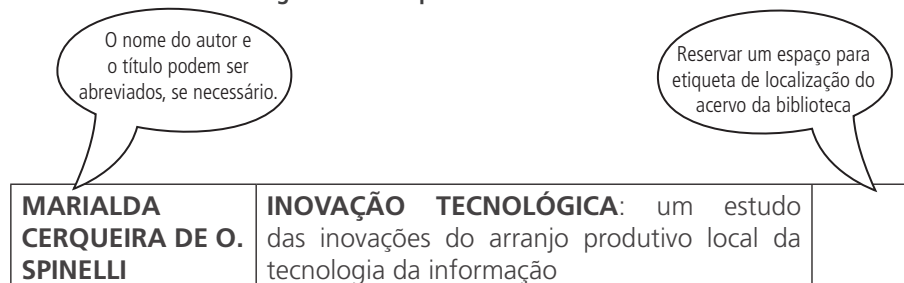 O nome do autor e
o título podem ser
abreviados, se necessário.
Reservar um espaço para
etiqueta de localização do
acervo da biblioteca
MARIALDA
CERQUEIRA DE O.
SPINELLI
INOVAÇÃO TECNOLÓGICA: um estudo
das inovações do arranjo produtivo local da
tecnologia da informação